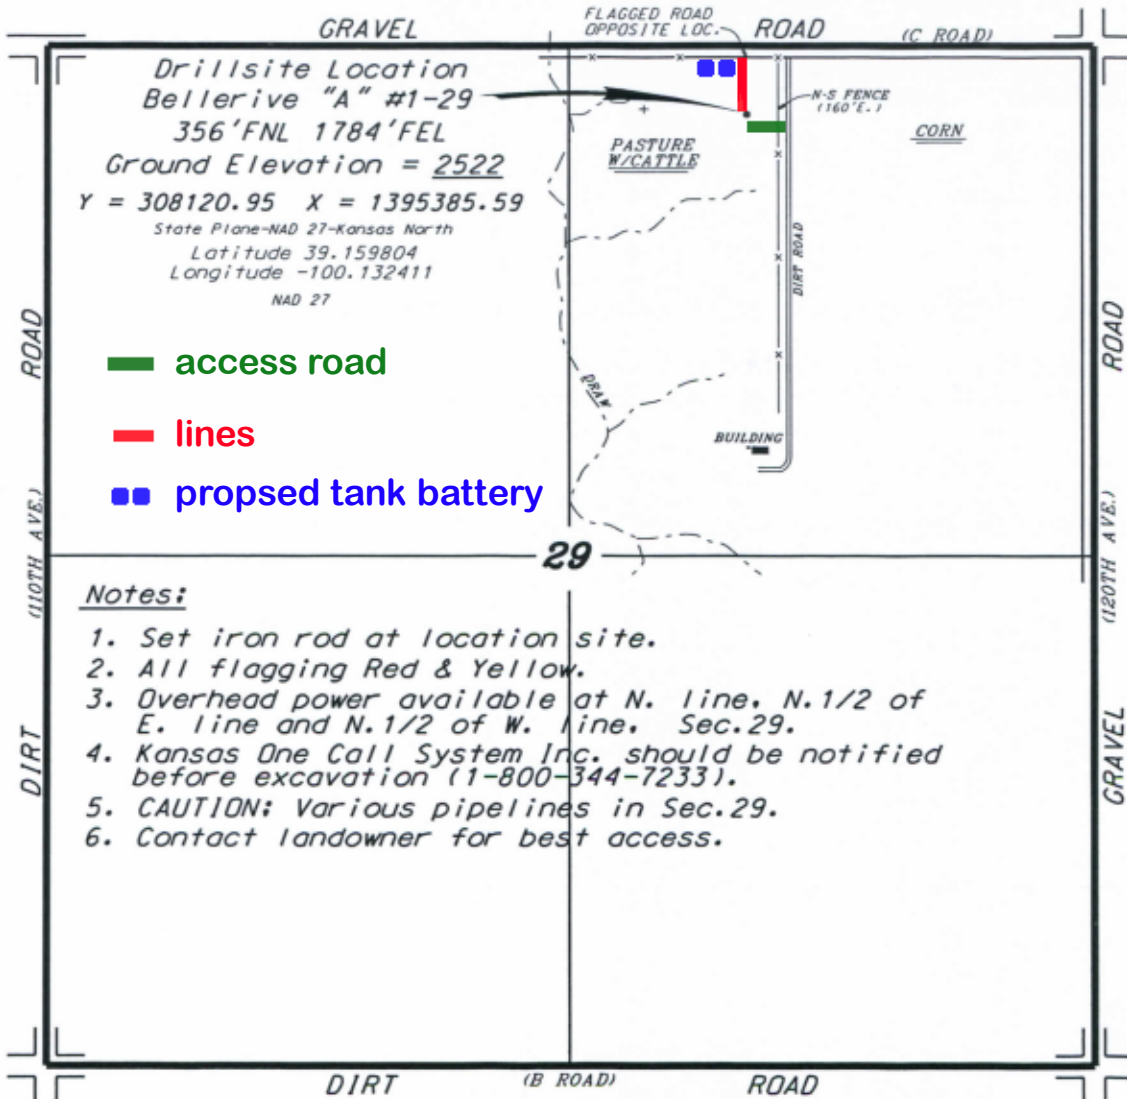 GRAVEL ROAD (C ROAD)
FLAGGED ROAD
OPPOSITE LOC.
Drillsite Location
Bellerive "A" #1-29
356'FNL 1784'FEL
Ground Elevation = 2522
Y = 308120.95 X = 1395385.59
State Plane-NAD 27-Kansas North
Latitude 39.159804
Longitude -100.132411
NAD 27
N-S FENCE
(160'E.)
PASTURE
W/CATTLE
CORN
DIRT ROAD
access road
lines
propsed tank battery
DRAW
BUILDING
29
DIRT (110TH AVE.) ROAD
GRAVEL (120TH AVE.) ROAD
Notes:
1. Set iron rod at location site.
2. All flagging Red & Yellow.
3. Overhead power available at N. line, N.1/2 of
E. line and N.1/2 of W. line, Sec.29.
4. Kansas One Call System Inc. should be notified
before excavation (1-800-344-7233).
5. CAUTION: Various pipelines in Sec.29.
6. Contact landowner for best access.
DIRT (B ROAD) ROAD